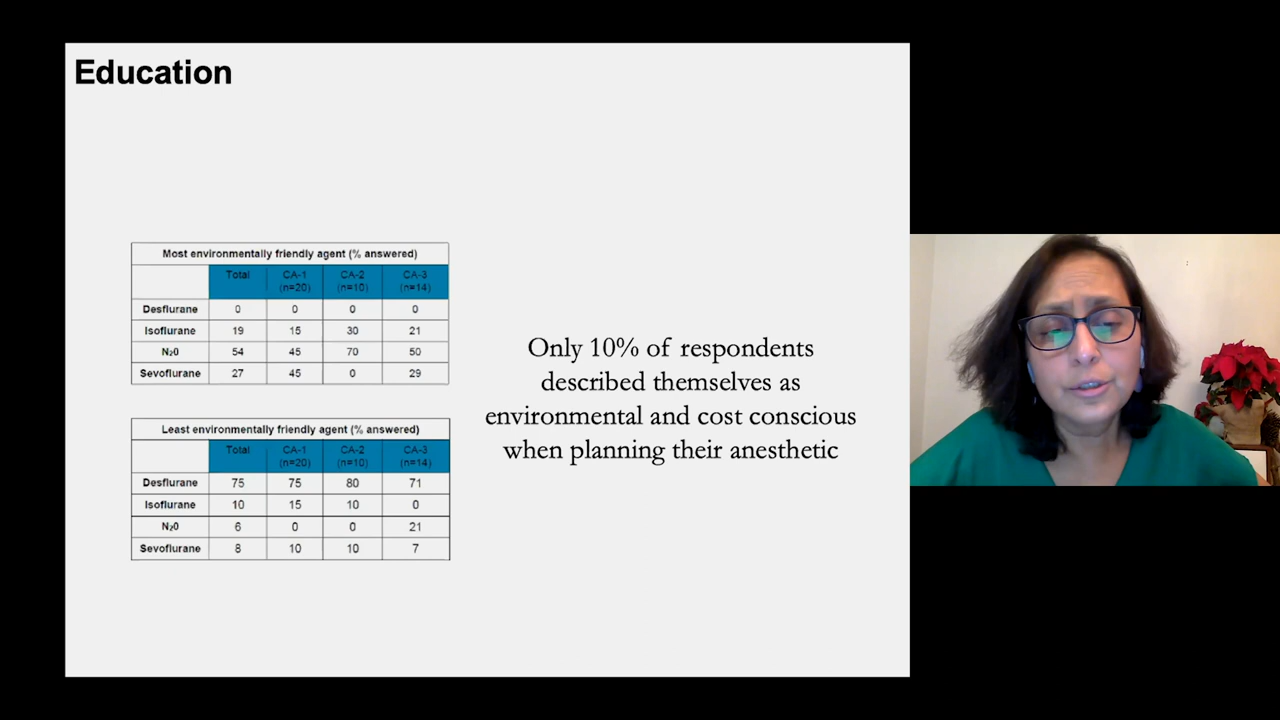 Education
Most environmentally friendly agent (% answered)
Total CA-1 (n=20) CA-2 (n=10) CA-3 (n=14)
Desflurane 0 0 0 0
Isoflurane 19 15 30 21
N₂0 54 45 70 50
Sevoflurane 27 45 0 29
Least environmentally friendly agent (% answered)
Total CA-1 (n=20) CA-2 (n=10) CA-3 (n=14)
Desflurane 75 75 80 71
Isoflurane 10 15 10 0
N₂0 6 0 0 21
Sevoflurane 8 10 10 7
Only 10% of respondents
described themselves as
environmental and cost conscious
when planning their anesthetic